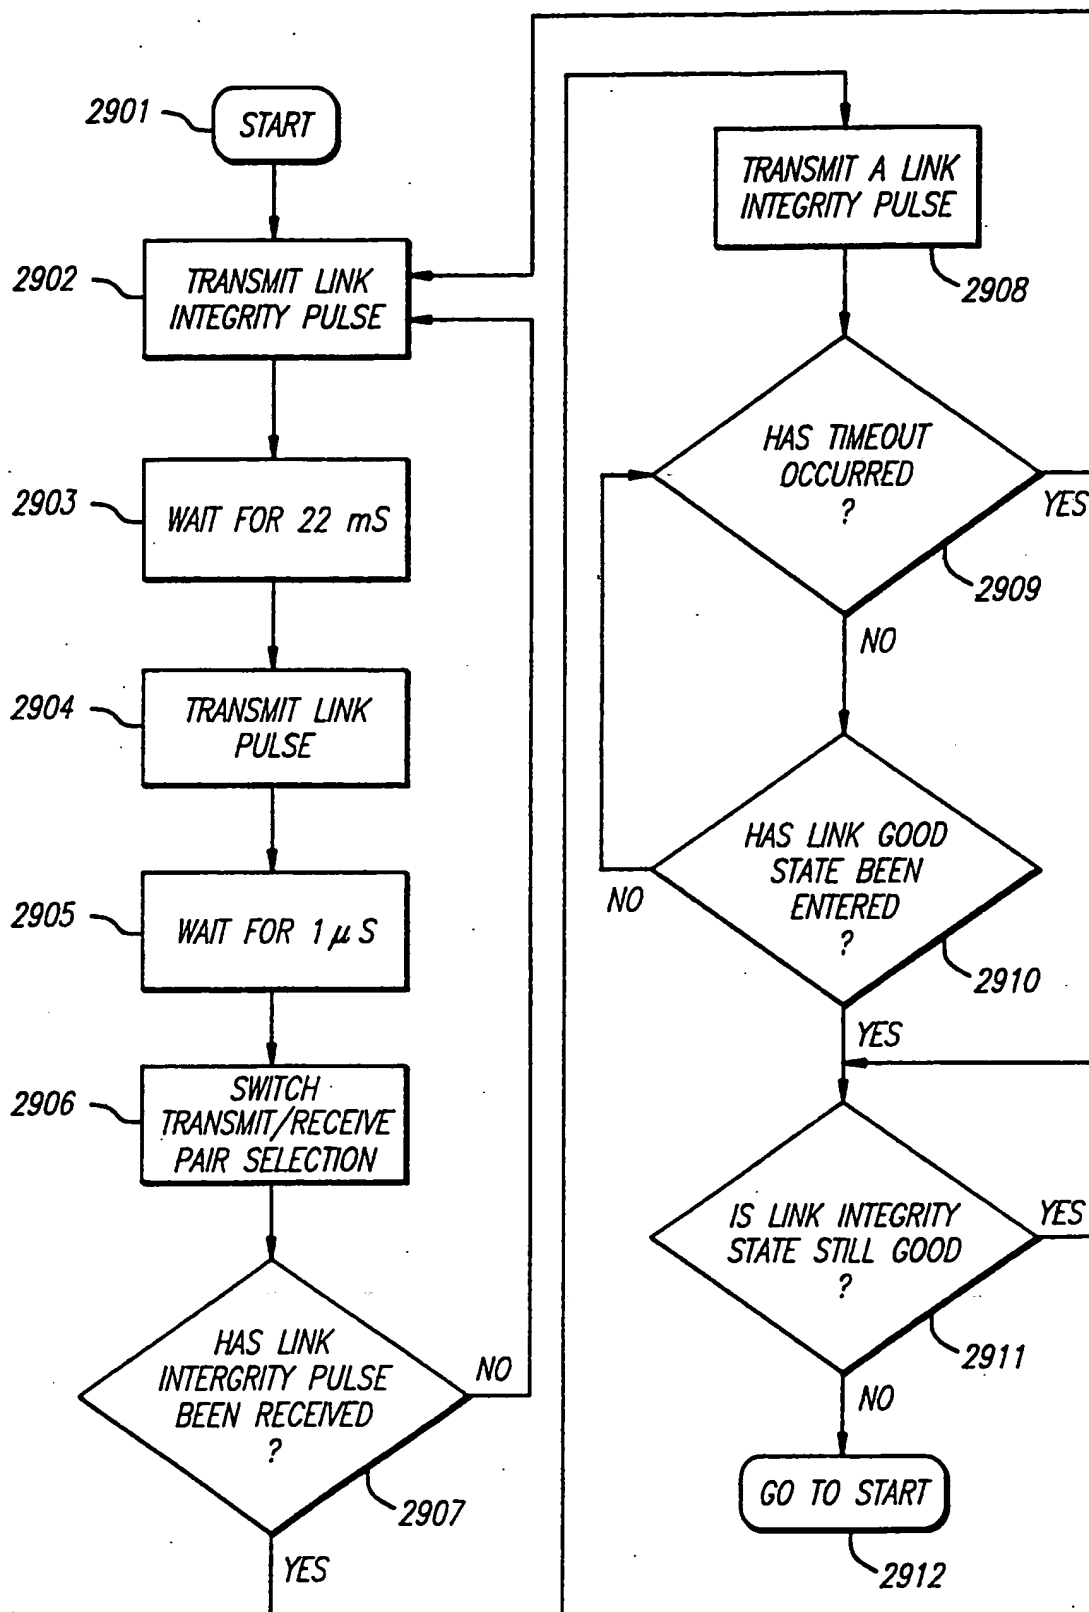 2901
START
2902
TRANSMIT LINK
INTEGRITY PULSE
2903
WAIT FOR 22 mS
2904
TRANSMIT LINK
PULSE
2905
WAIT FOR 1 μ S
2906
SWITCH
TRANSMIT/RECEIVE
PAIR SELECTION
HAS LINK
INTERGRITY PULSE
BEEN RECEIVED
?
NO
2907
YES
TRANSMIT A LINK
INTEGRITY PULSE
2908
HAS TIMEOUT
OCCURRED
?
YES
2909
NO
HAS LINK GOOD
STATE BEEN
ENTERED
?
NO
2910
YES
IS LINK INTEGRITY
STATE STILL GOOD
?
YES
2911
NO
GO TO START
2912